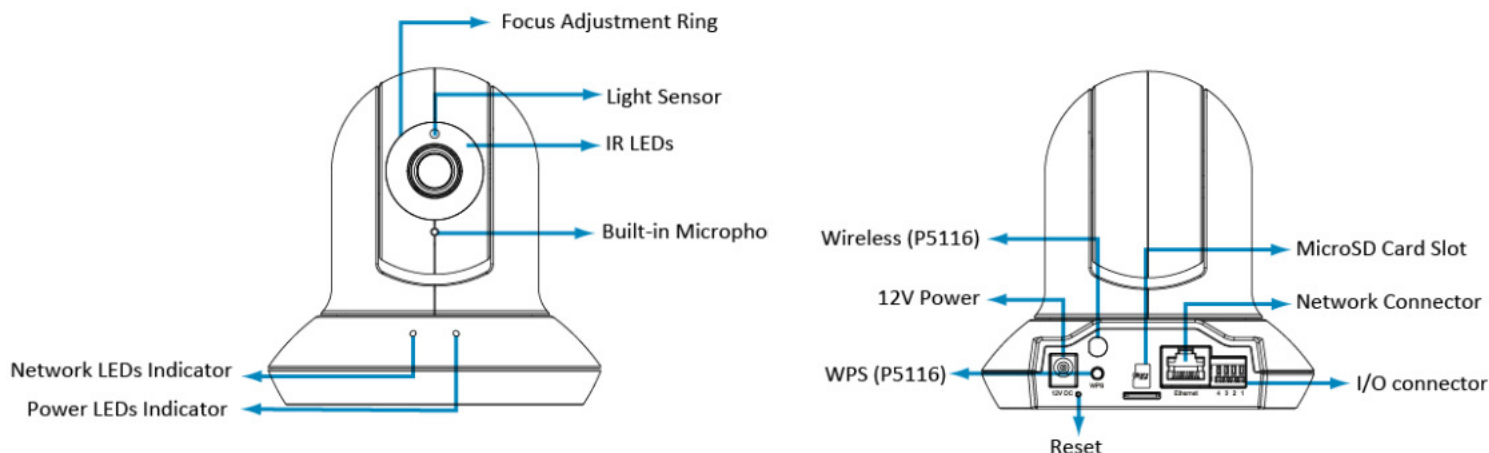 Focus Adjustment Ring
Light Sensor
IR LEDs
Built-in Micropho
Network LEDs Indicator
Power LEDs Indicator
Wireless (P5116)
12V Power
WPS (P5116)
Reset
MicroSD Card Slot
Network Connector
I/O connector
12V DC
WPS
Ethernet
4 3 2 1